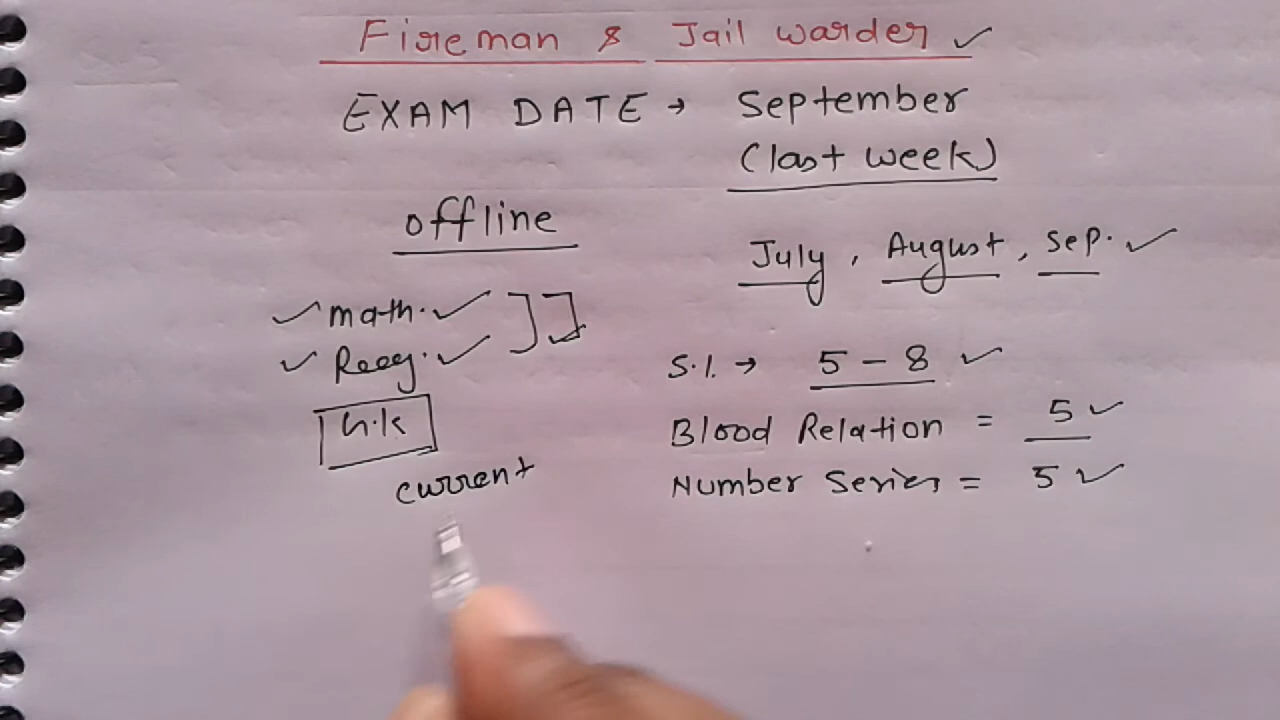 Fireman & Jail warder
EXAM DATE → September
(last week)
offline
July, August, Sep.
math.
Reeg.
S.I. → 5 - 8
G.K
Blood Relation = 5
current
Number Series = 5